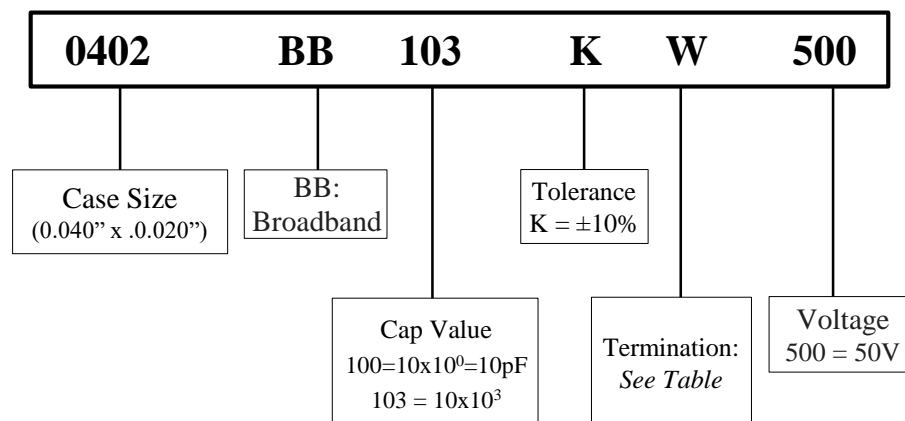 0402 BB 103 K W 500
Case Size
(0.040” x .0.020”)
BB:
Broadband
Tolerance
K = ±10%
Cap Value
100=10x10⁰=10pF
103 = 10x10³
Termination:
See Table
Voltage
500 = 50V